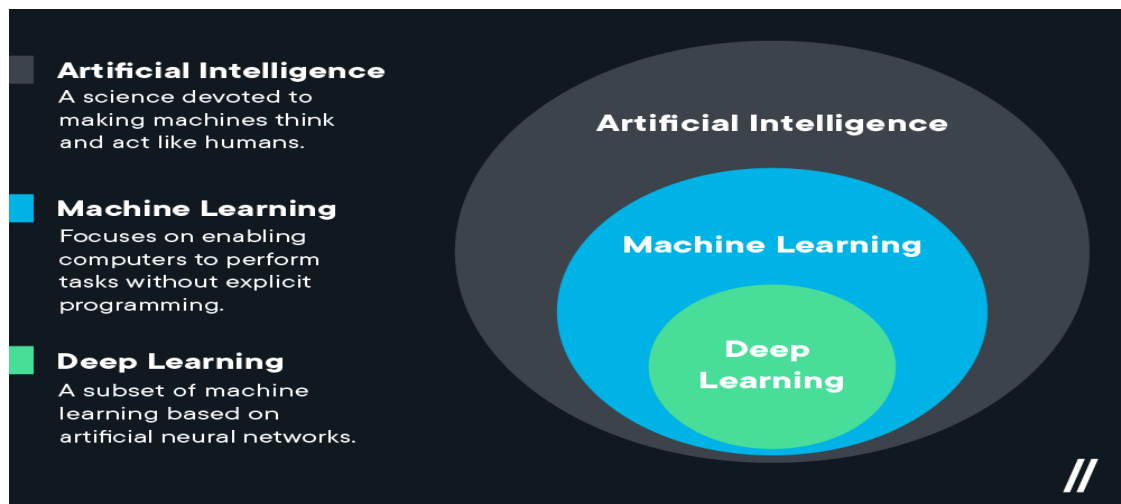 Artificial Intelligence
A science devoted to
making machines think
and act like humans.
Machine Learning
Focuses on enabling
computers to perform
tasks without explicit
programming.
Deep Learning
A subset of machine
learning based on
artificial neural networks.
Artificial Intelligence
Machine Learning
Deep
Learning